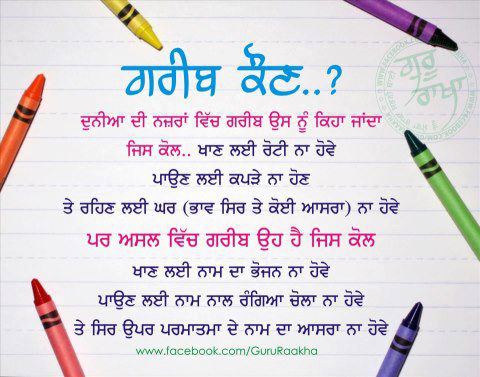 ਗਰੀਬ ਕੌਣ..?
ਦੁਨੀਆ ਦੀ ਨਜ਼ਰਾਂ ਵਿੱਚ ਗਰੀਬ ਉਸ ਨੂੰ ਕਿਹਾ ਜਾਂਦਾ
ਜਿਸ ਕੋਲ.. ਖਾਣ ਲਈ ਰੋਟੀ ਨਾ ਹੋਵੇ
ਪਾਉਣ ਲਈ ਕਪੜੇ ਨਾ ਹੋਣ
ਤੇ ਰਹਿਣ ਲਈ ਘਰ (ਭਾਵ ਸਿਰ ਤੇ ਕੋਈ ਆਸਰਾ) ਨਾ ਹੋਵੇ
ਪਰ ਅਸਲ ਵਿੱਚ ਗਰੀਬ ਉਹ ਹੈ ਜਿਸ ਕੋਲ
ਖਾਣ ਲਈ ਨਾਮ ਦਾ ਭੋਜਨ ਨਾ ਹੋਵੇ
ਪਾਉਣ ਲਈ ਨਾਮ ਨਾਲ ਰੰਗਿਆ ਚੋਲਾ ਨਾ ਹੋਵੇ
ਤੇ ਸਿਰ ਉਪਰ ਪਰਮਾਤਮਾ ਦੇ ਨਾਮ ਦਾ ਆਸਰਾ ਨਾ ਹੋਵੇ
www.facebook.com/GuruRaakha
ਗੁਰੂ
ਰਾਖਾ